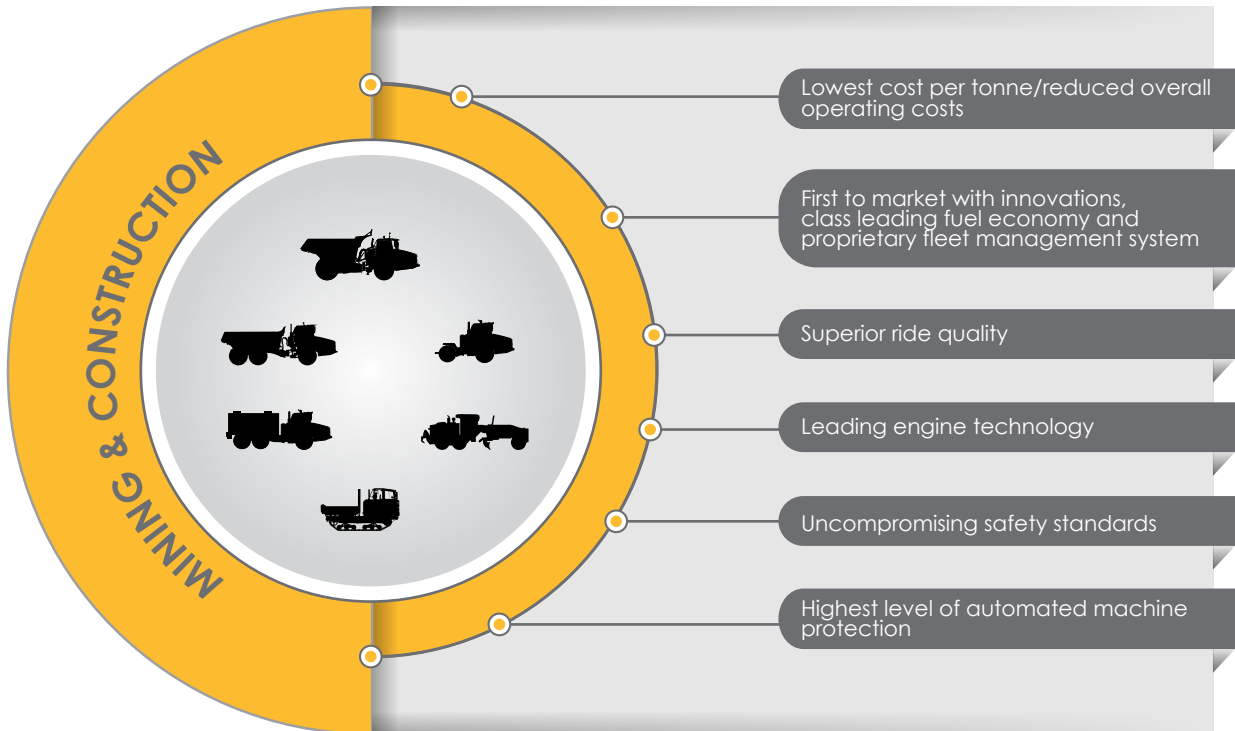 MINING & CONSTRUCTION
Lowest cost per tonne/reduced overall
operating costs
First to market with innovations,
class leading fuel economy and
proprietary fleet management system
Superior ride quality
Leading engine technology
Uncompromising safety standards
Highest level of automated machine
protection